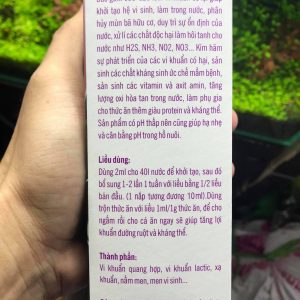 khởi tạo hệ vi sinh, làm trong nước, phân
hủy mùn bã hữu cơ, duy trì sự ổn định của
nước, xử lí các chất độc hại làm hôi tanh cho
nước như H2S, NH3, NO2, NO3... Kìm hãm
sự phát triển của các vi khuẩn có hại, sản
sinh các chất kháng sinh ức chế mầm bệnh,
sản sinh các vitamin và axit amin, tăng
lượng oxi hòa tan trong nước, làm phụ gia
cho thức ăn thêm giàu protein và kháng thể.
Sản phẩm có pH thấp nên cũng giúp hạ nhẹ
và cân bằng pH trong hồ nuôi.
Liều dùng:
Dùng 2ml cho 40l nước để khởi tạo, sau đó
bổ sung 1-2 lần 1 tuần với liều bằng 1/2 liều
ban đầu. (1 nắp tương đương 10ml). Dùng
trộn thức ăn với liều 1ml/1g thức ăn, để cho
ngấm rồi cho cá ăn ngay sẽ giúp tăng lợi
khuẩn đường ruột và kháng thể.
Thành phần:
Vi khuẩn quang hợp, vi khuẩn lactic, xạ
khuẩn, nấm men, men vi sinh...